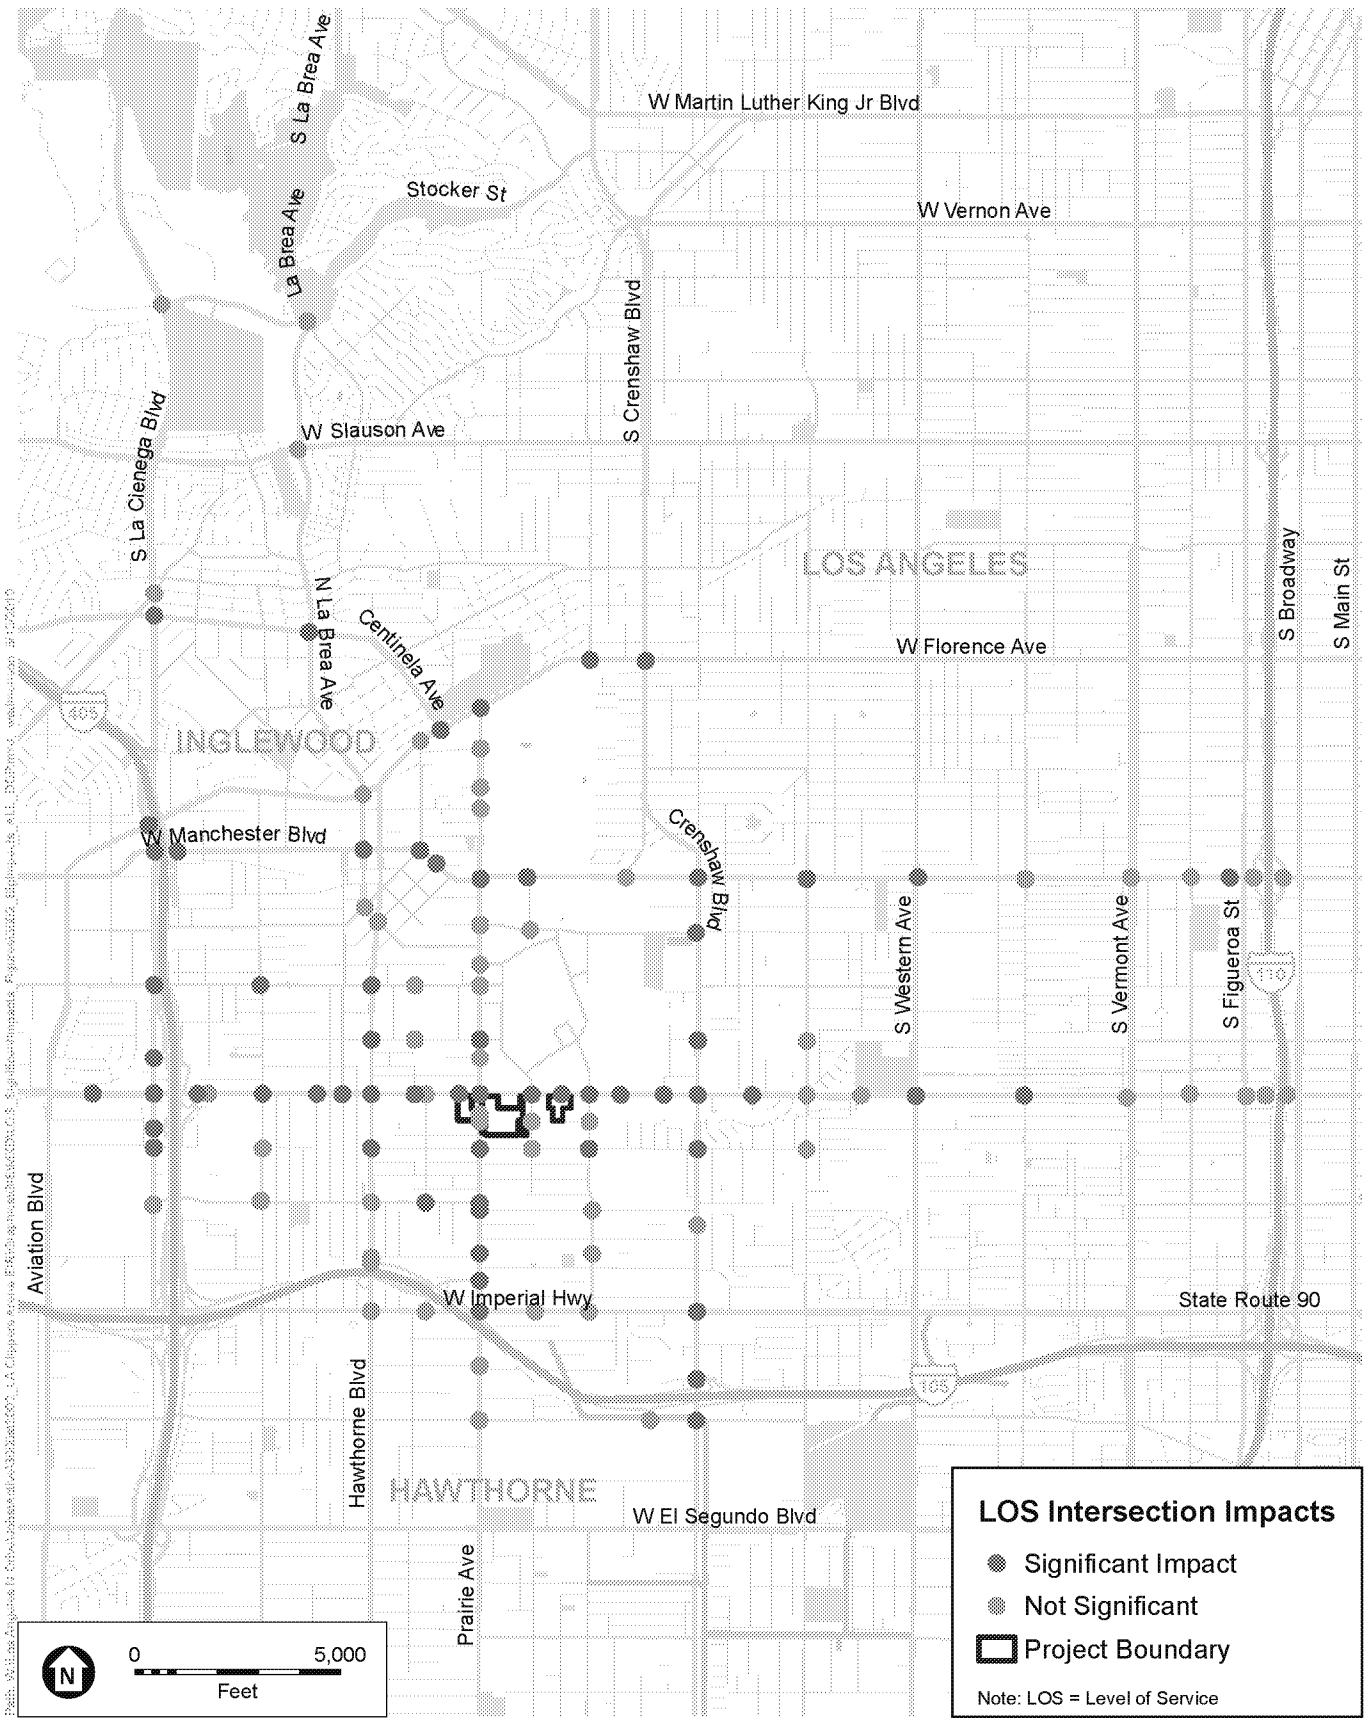 S La Brea Ave
W Martin Luther King Jr Blvd
Stocker St
La Brea Ave
W Vernon Ave
S Crenshaw Blvd
S La Cienega Blvd
W Slauson Ave
LOS ANGELES
S Broadway
S Main St
N La Brea Ave
Centinela Ave
W Florence Ave
405
INGLEWOOD
W Manchester Blvd
Crenshaw Blvd
S Western Ave
S Vermont Ave
S Figueroa St
110
Aviation Blvd
W Imperial Hwy
State Route 90
Hawthorne Blvd
105
HAWTHORNE
W El Segundo Blvd
Prairie Ave
LOS Intersection Impacts
Significant Impact
Not Significant
Project Boundary
Note: LOS = Level of Service
N
0 5,000
Feet